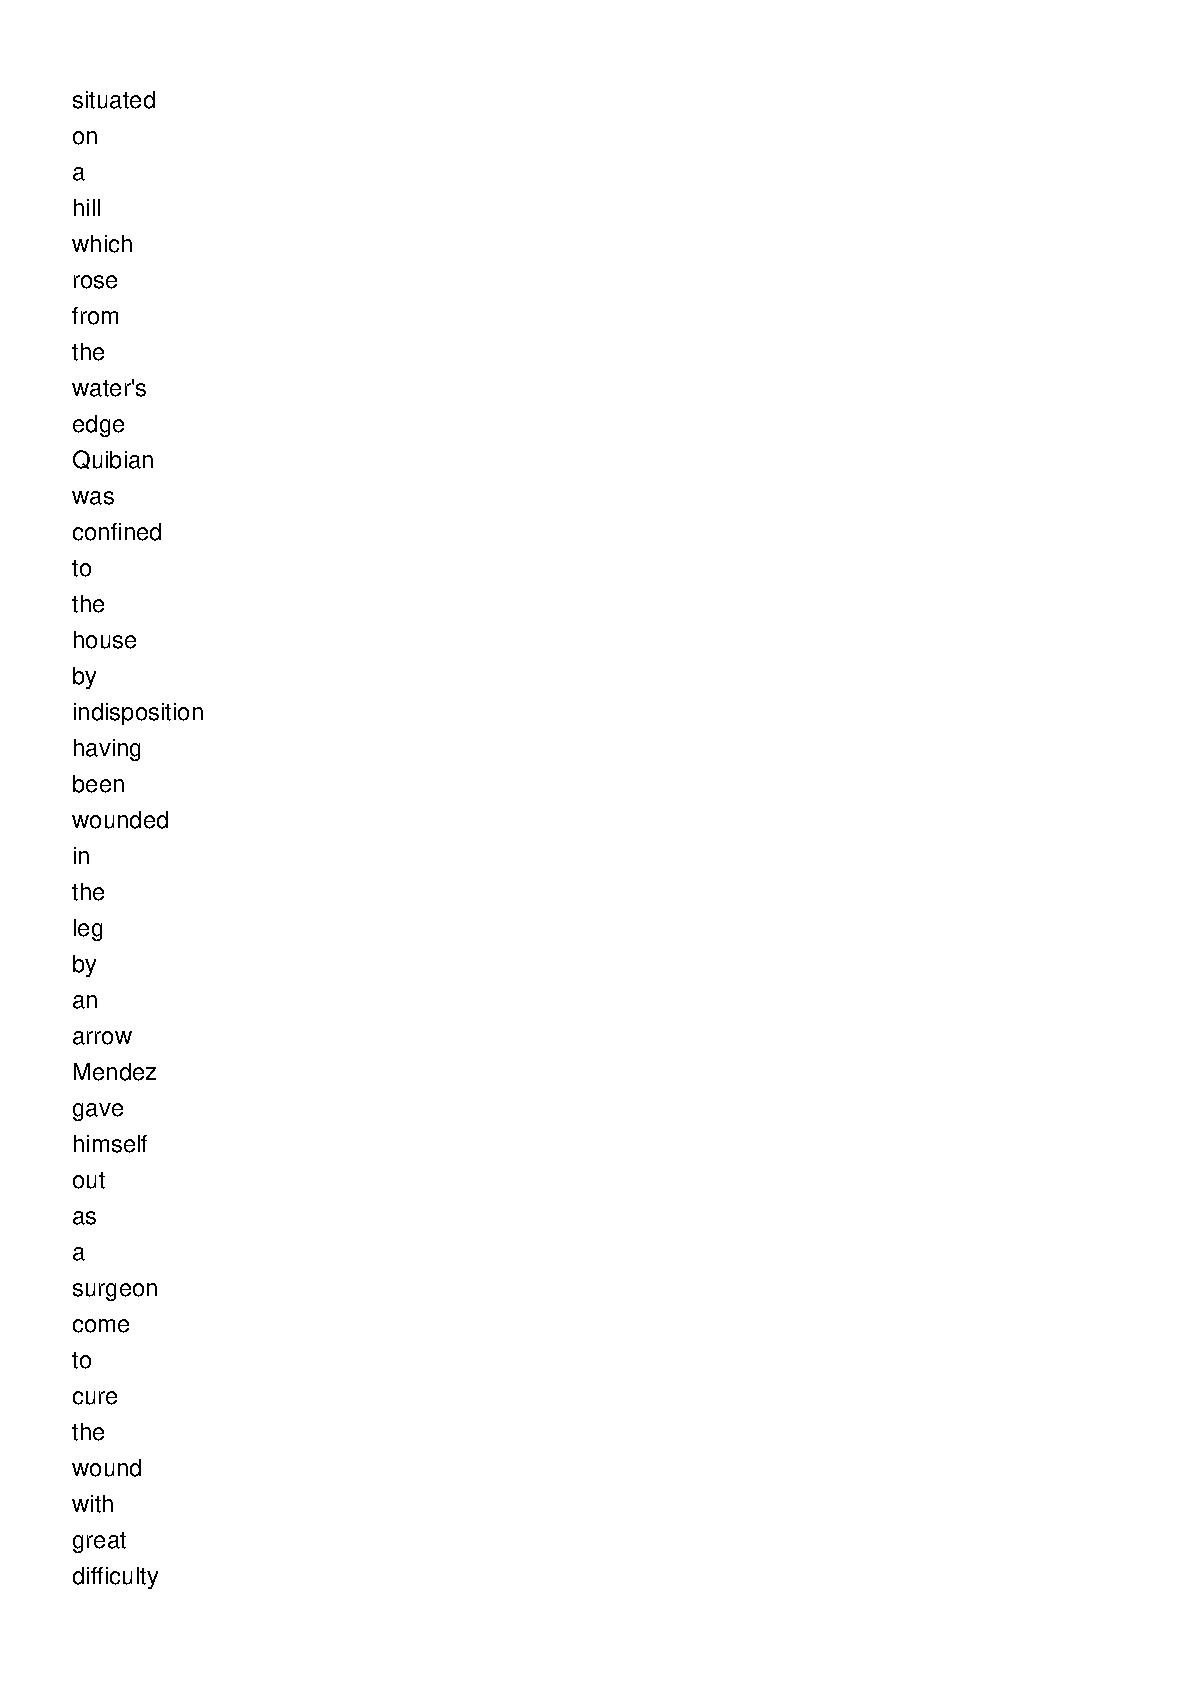 situated
on
a
hill
which
rose
from
the
water's
edge
Quibian
was
confined
to
the
house
by
indisposition
having
been
wounded
in
the
leg
by
an
arrow
Mendez
gave
himself
out
as
a
surgeon
come
to
cure
the
wound
with
great
difficulty